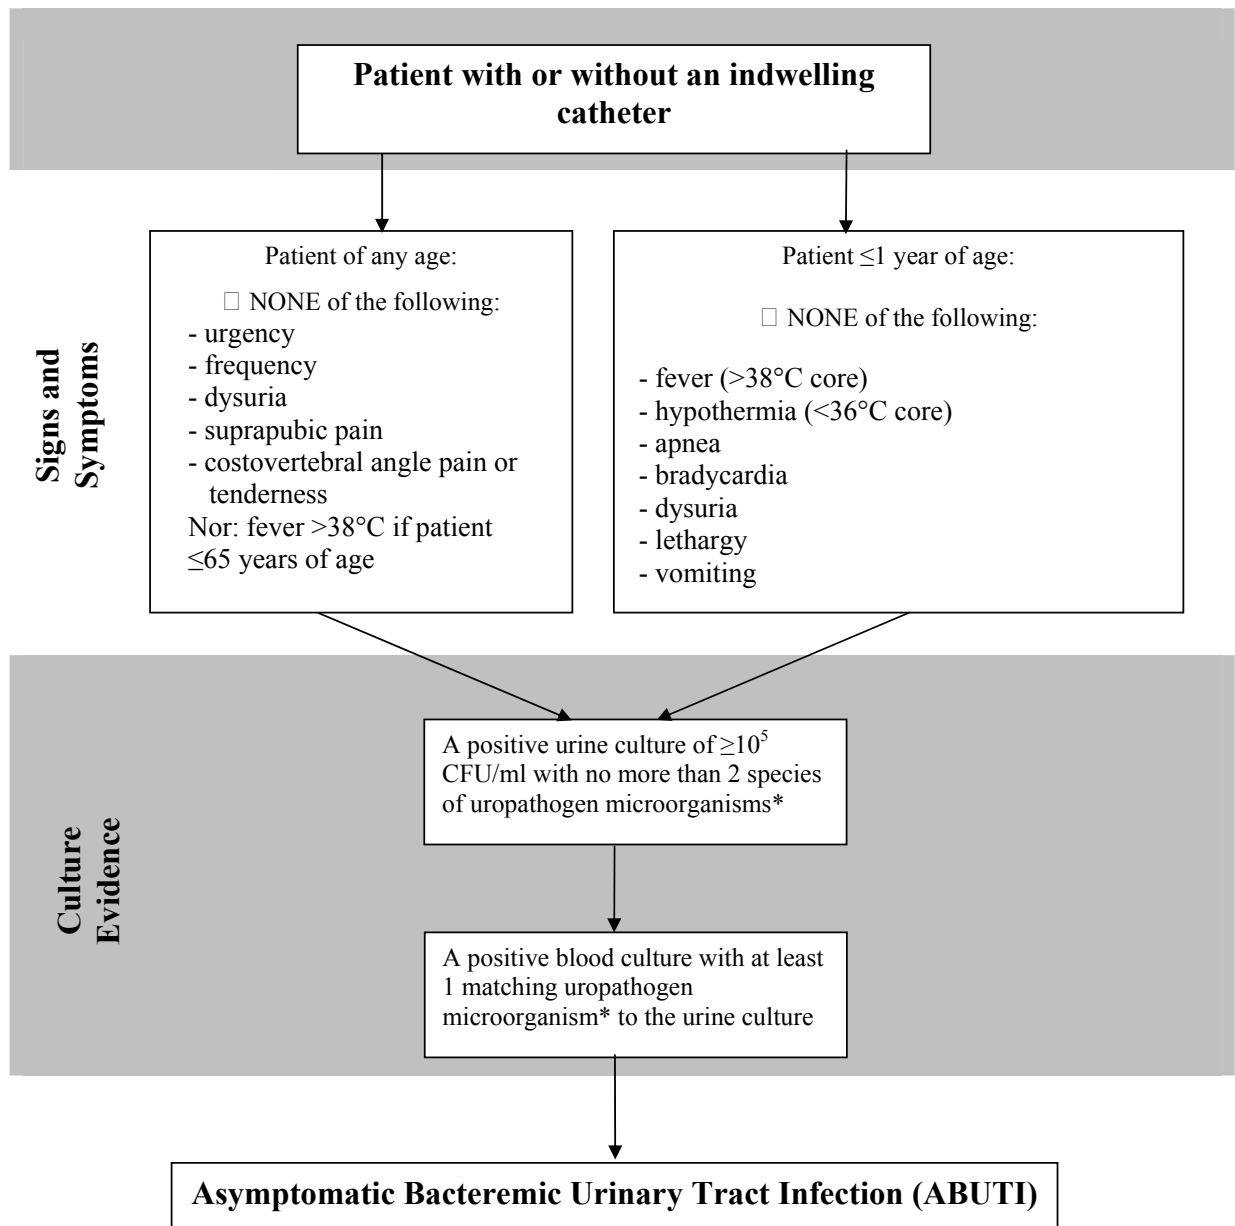 Patient with or without an indwelling
catheter
Signs and
Symptoms
Patient of any age:
□ NONE of the following:
- urgency
- frequency
- dysuria
- suprapubic pain
- costovertebral angle pain or
tenderness
Nor: fever >38°C if patient
≤65 years of age
Patient ≤1 year of age:
□ NONE of the following:
- fever (>38°C core)
- hypothermia (<36°C core)
- apnea
- bradycardia
- dysuria
- lethargy
- vomiting
Culture
Evidence
A positive urine culture of ≥10⁵
CFU/ml with no more than 2 species
of uropathogen microorganisms*
A positive blood culture with at least
1 matching uropathogen
microorganism* to the urine culture
Asymptomatic Bacteremic Urinary Tract Infection (ABUTI)